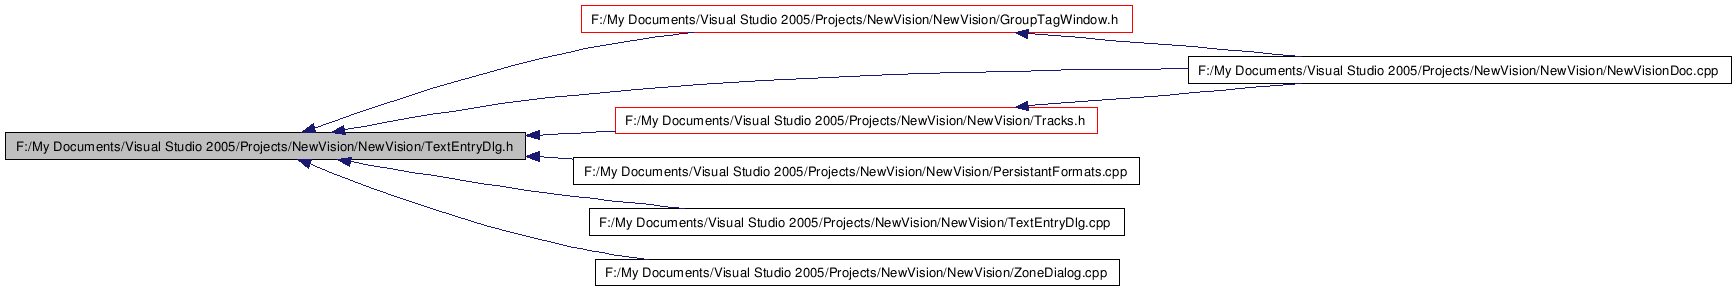 F:/My Documents/Visual Studio 2005/Projects/NewVision/NewVision/GroupTagWindow.h
F:/My Documents/Visual Studio 2005/Projects/NewVision/NewVision/NewVisionDoc.cpp
F:/My Documents/Visual Studio 2005/Projects/NewVision/NewVision/Tracks.h
F:/My Documents/Visual Studio 2005/Projects/NewVision/NewVision/TextEntryDlg.h
F:/My Documents/Visual Studio 2005/Projects/NewVision/NewVision/PersistantFormats.cpp
F:/My Documents/Visual Studio 2005/Projects/NewVision/NewVision/TextEntryDlg.cpp
F:/My Documents/Visual Studio 2005/Projects/NewVision/NewVision/ZoneDialog.cpp